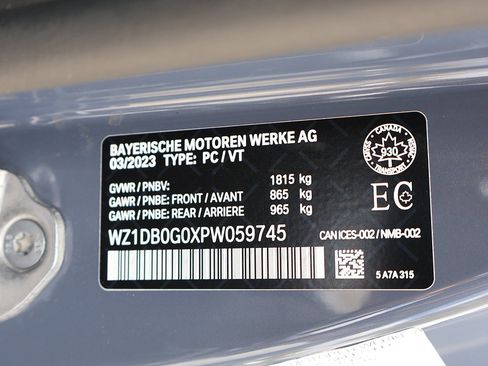 BAYERISCHE MOTOREN WERKE AG
03/2023 TYPE: PC / VT
GVWR / PNBV: 1815 kg
GAWR / PNBE: FRONT / AVANT 865 kg
GAWR / PNBE: REAR / ARRIERE 965 kg
WZ1DB0G0XPW059745
CANADA
930
TRANSPORT
EC
CAN ICES-002 / NMB-002
5 A7A 315